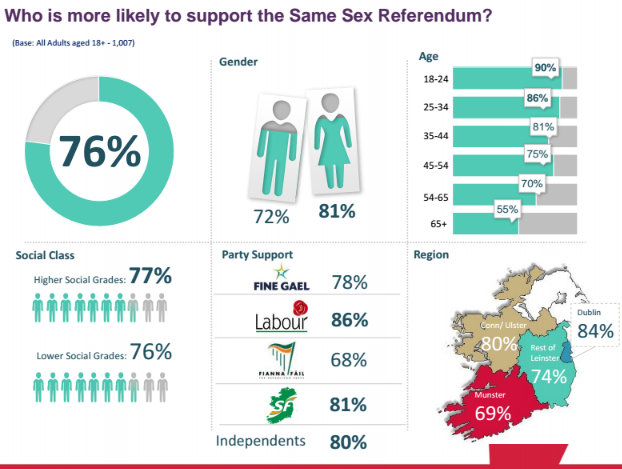 Who is more likely to support the Same Sex Referendum?
(Base: All Adults aged 18+ - 1,007)
76%
Gender
72%
81%
Age
18-24
90%
25-34
86%
35-44
81%
45-54
75%
54-65
70%
65+
55%
Social Class
Higher Social Grades: 77%
Lower Social Grades: 76%
Party Support
FINE GAEL
78%
Labour
86%
FIANNA FÁIL
68%
SF
81%
Independents
80%
Region
Dublin
84%
Conn/ Ulster
80%
Rest of
Leinster
74%
Munster
69%